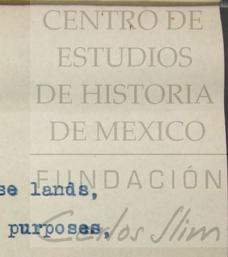 CENTRO DE
ESTUDIOS
DE HISTORIA
DE MEXICO
FUNDACIÓN
se lands,
Carlos Slim
purposes,